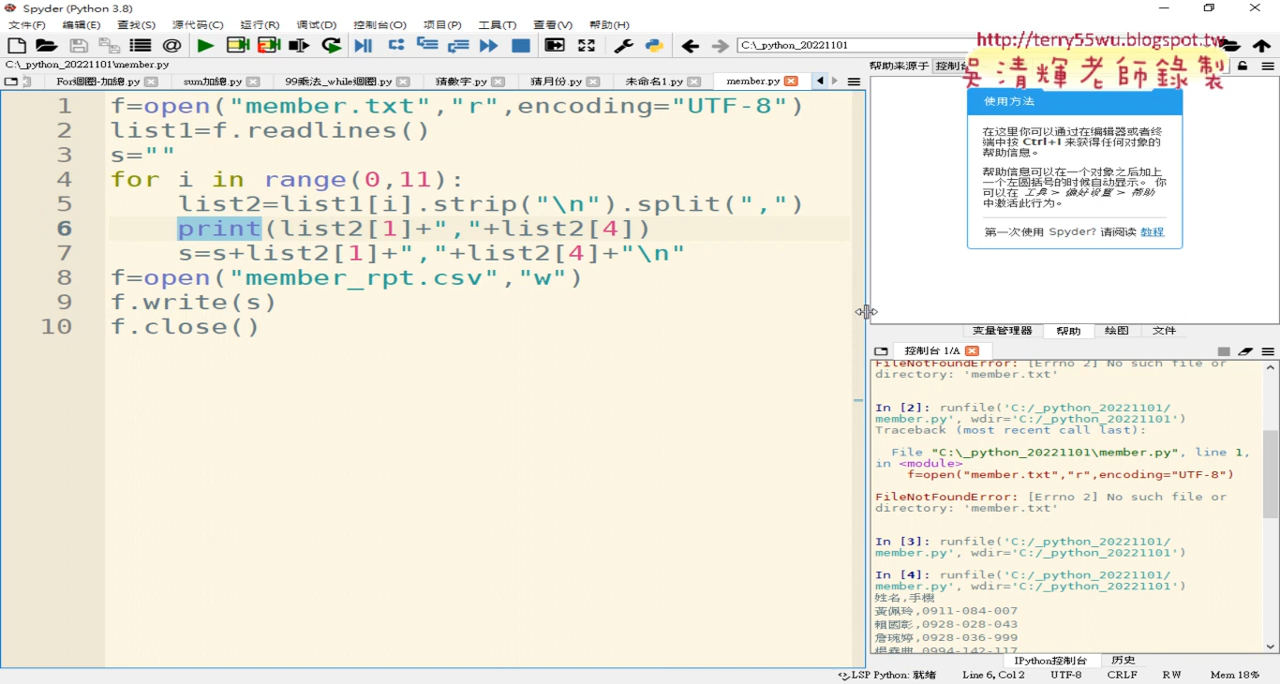 Spyder (Python 3.8)
文件(F) 编辑(E) 查找(S) 源代码(C) 运行(R) 调试(D) 控制台(O) 项目(P) 工具(T) 查看(V) 帮助(H)
C:\_python_20221101
http://terry55wu.blogspot.tw
吳清輝老師錄製
C:\_python_20221101\member.py
帮助来源于 控制台
For迴圈-加總.py sum加總.py 99乘法_while迴圈.py 猜數字.py 猜月份.py 未命名1.py member.py
1 f=open("member.txt","r",encoding="UTF-8")
2 list1=f.readlines()
3 s=""
4 for i in range(0,11):
5 list2=list1[i].strip("\n").split(",")
6 print(list2[1]+","+list2[4])
7 s=s+list2[1]+","+list2[4]+"\n"
8 f=open("member_rpt.csv","w")
9 f.write(s)
10 f.close()
使用方法
在这里你可以通过在编辑器或者终
端中按 Ctrl+I 来获得任何对象的
帮助信息。
帮助信息可以在一个对象之后加上
一个左圆括号的时候自动显示。 你
可以在 工具 > 偏好设置 > 帮助
中激活此行为。
第一次使用 Spyder? 请阅读 教程
变量管理器 帮助 绘图 文件
控制台 1/A
FileNotFoundError: [Errno 2] No such file or
directory: 'member.txt'
In [2]: runfile('C:/_python_20221101/
member.py', wdir='C:/_python_20221101')
Traceback (most recent call last):
File "C:\_python_20221101\member.py", line 1,
in <module>
f=open("member.txt","r",encoding="UTF-8")
FileNotFoundError: [Errno 2] No such file or
directory: 'member.txt'
In [3]: runfile('C:/_python_20221101/
member.py', wdir='C:/_python_20221101')
In [4]: runfile('C:/_python_20221101/
member.py', wdir='C:/_python_20221101')
姓名,手機
黃佩玲,0911-084-007
賴國彰,0928-028-043
詹琬婷,0928-036-999
0994-142-117
IPython控制台 历史
LSP Python: 就绪 Line 6, Col 2 UTF-8 CRLF RW Mem 18%